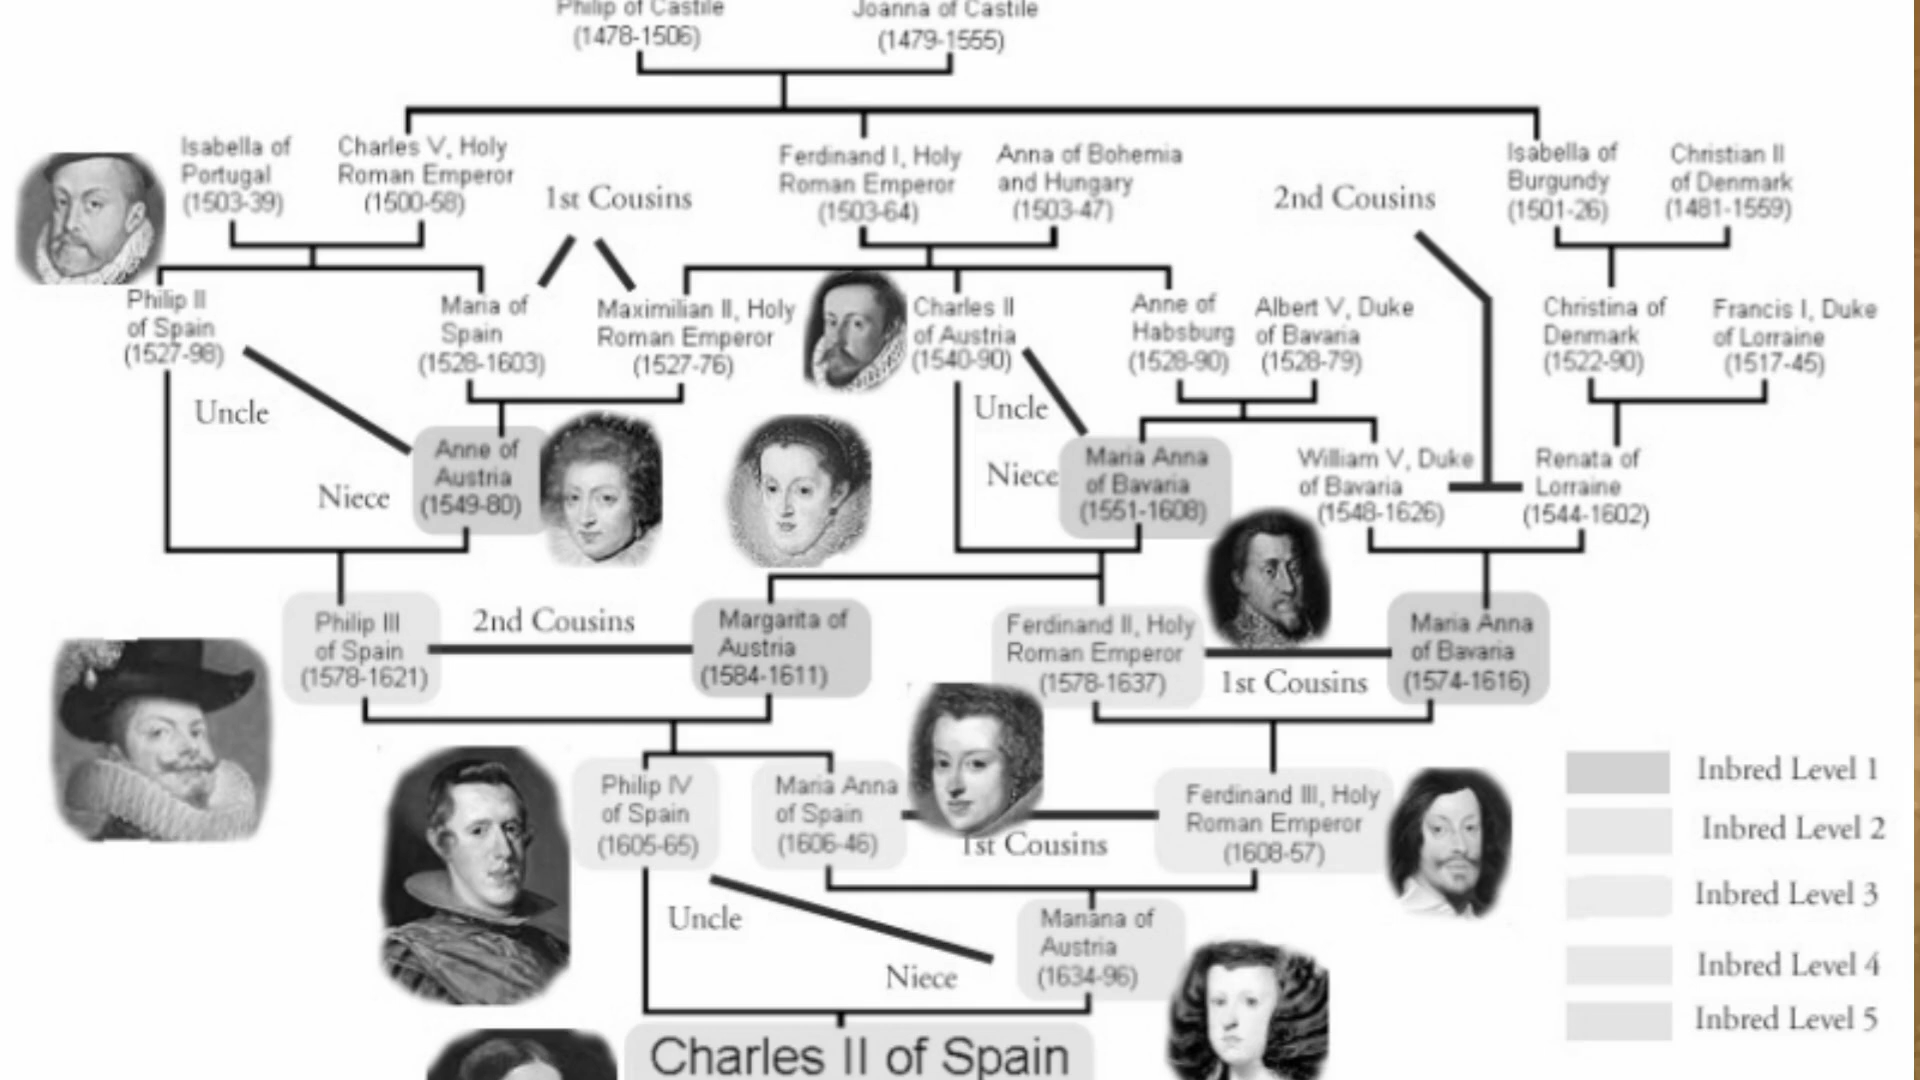 Philip of Castile
(1478-1506)
Joanna of Castile
(1479-1555)
Isabella of
Portugal
(1503-39)
Charles V, Holy
Roman Emperor
(1500-58)
1st Cousins
Ferdinand I, Holy
Roman Emperor
(1503-64)
Anna of Bohemia
and Hungary
(1503-47)
2nd Cousins
Isabella of
Burgundy
(1501-26)
Christian II
of Denmark
(1481-1559)
Philip II
of Spain
(1527-98)
Maria of
Spain
(1528-1603)
Maximilian II, Holy
Roman Emperor
(1527-76)
Charles II
of Austria
(1540-90)
Anne of
Habsburg
(1528-90)
Albert V, Duke
of Bavaria
(1528-79)
Christina of
Denmark
(1522-90)
Francis I, Duke
of Lorraine
(1517-45)
Uncle
Niece
Anne of
Austria
(1549-80)
Uncle
Niece
Maria Anna
of Bavaria
(1551-1608)
William V, Duke
of Bavaria
(1548-1626)
Renata of
Lorraine
(1544-1602)
Philip III
of Spain
(1578-1621)
2nd Cousins
Margarita of
Austria
(1584-1611)
Ferdinand II, Holy
Roman Emperor
(1578-1637)
1st Cousins
Maria Anna
of Bavaria
(1574-1616)
Philip IV
of Spain
(1605-65)
Maria Anna
of Spain
(1606-46)
1st Cousins
Ferdinand III, Holy
Roman Emperor
(1608-57)
Uncle
Niece
Mariana of
Austria
(1634-96)
Charles II of Spain
Inbred Level 1
Inbred Level 2
Inbred Level 3
Inbred Level 4
Inbred Level 5